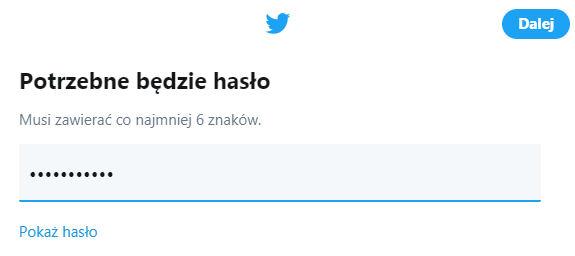 Dalej
Potrzebne będzie hasło
Musi zawierać co najmniej 6 znaków.
•••••••••••
Pokaż hasło